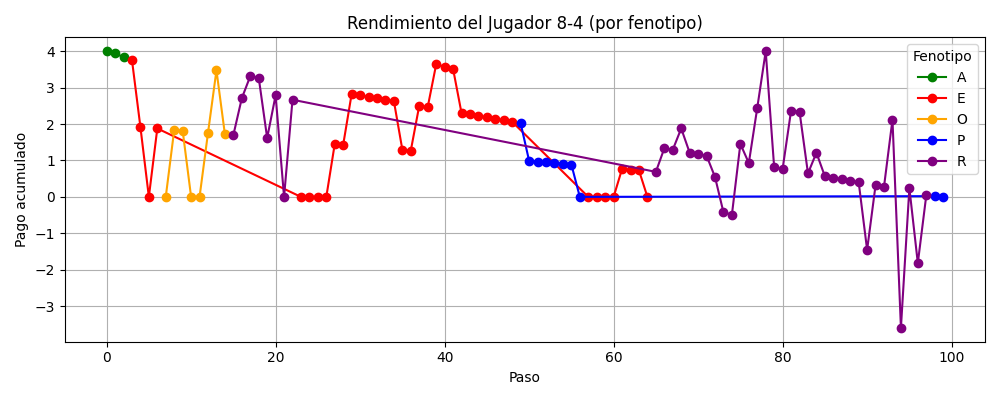 Rendimiento del Jugador 8-4 (por fenotipo)
Pago acumulado
4
3
2
1
0
−1
−2
−3
0
20
40
60
80
100
Paso
Fenotipo
A
E
O
P
R